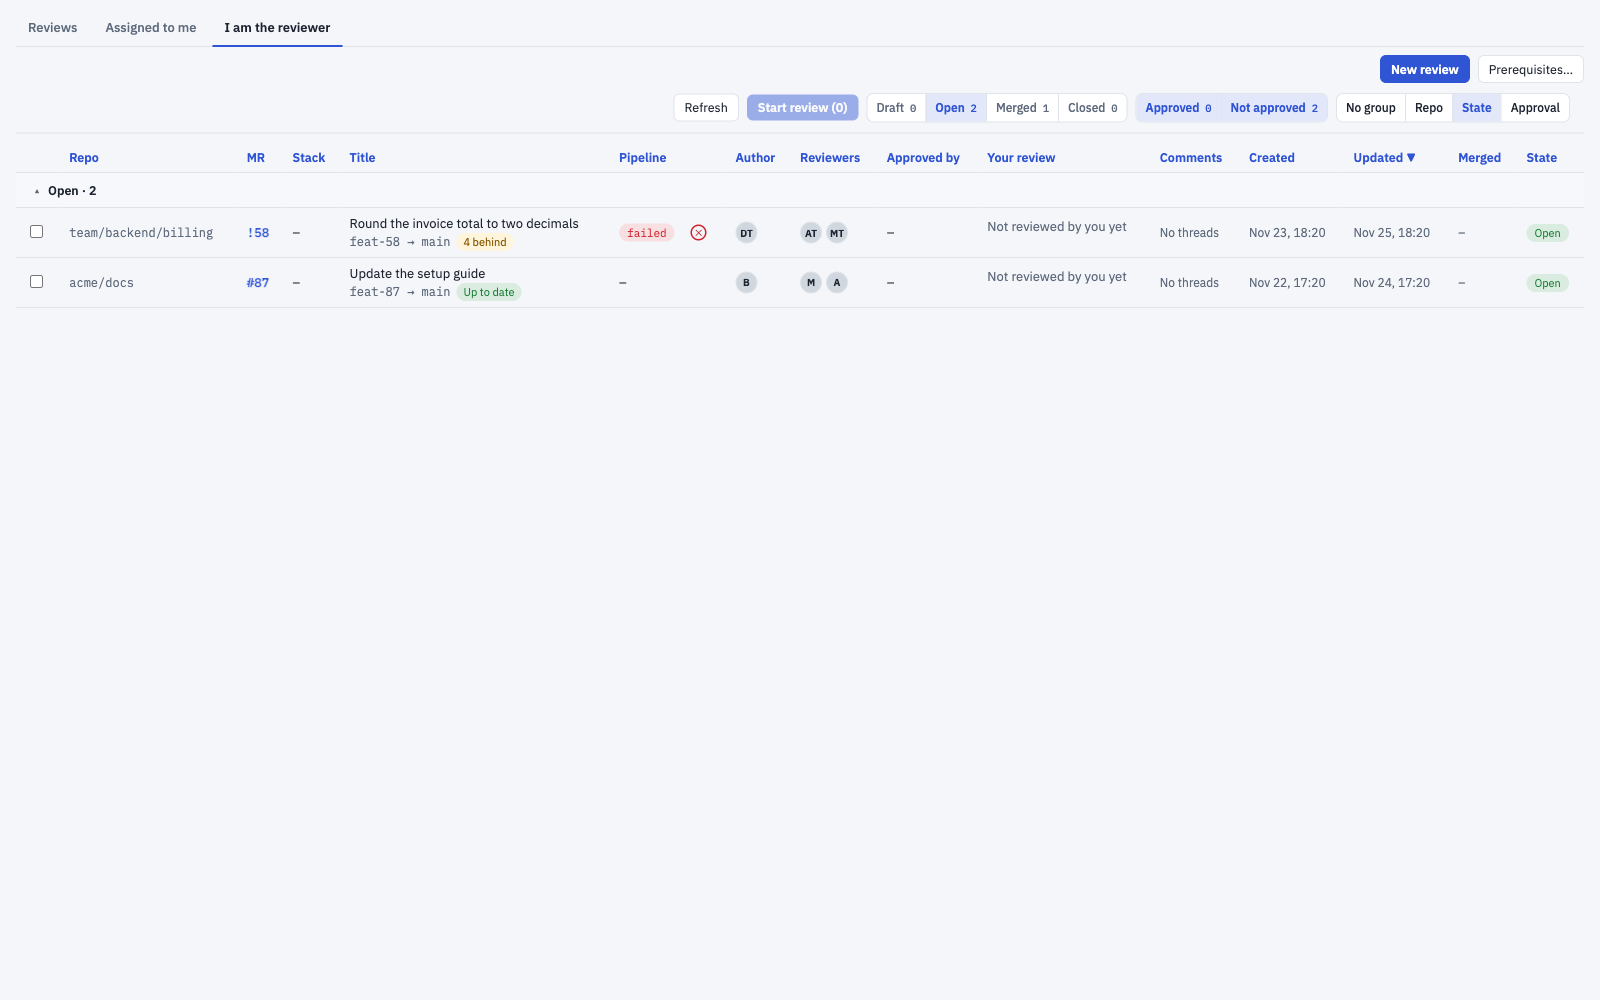 Reviews Assigned to me I am the reviewer
New review Prerequisites...
Refresh Start review (0) Draft 0 Open 2 Merged 1 Closed 0 Approved 0 Not approved 2 No group Repo State Approval
Repo MR Stack Title Pipeline Author Reviewers Approved by Your review Comments Created Updated ▼ Merged State
▲ Open · 2
Round the invoice total to two decimals
team/backend/billing !58 – failed DT AT MT – Not reviewed by you yet No threads Nov 23, 18:20 Nov 25, 18:20 – Open
feat-58 → main 4 behind
Update the setup guide
acme/docs #87 – – B M A – Not reviewed by you yet No threads Nov 22, 17:20 Nov 24, 17:20 – Open
feat-87 → main Up to date